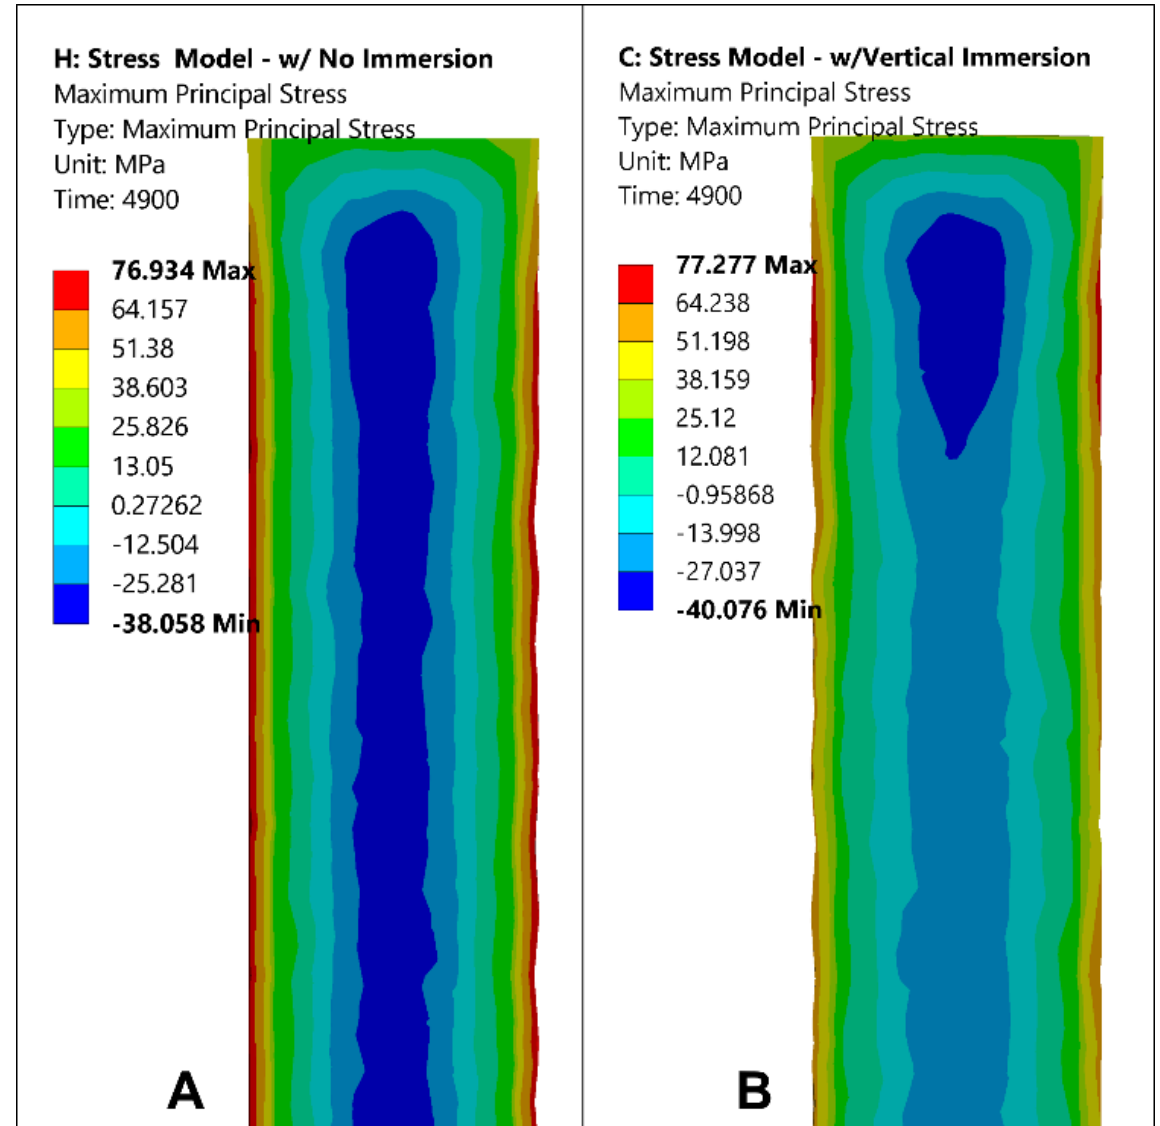 H: Stress  Model - w/ No Immersion
Maximum Principal Stress
Type: Maximum Principal Stress
Unit: MPa
Time: 4900
76.934 Max
64.157
51.38
38.603
25.826
13.05
0.27262
-12.504
-25.281
-38.058 Min
A
C: Stress Model - w/Vertical Immersion
Maximum Principal Stress
Type: Maximum Principal Stress
Unit: MPa
Time: 4900
77.277 Max
64.238
51.198
38.159
25.12
12.081
-0.95868
-13.998
-27.037
-40.076 Min
B